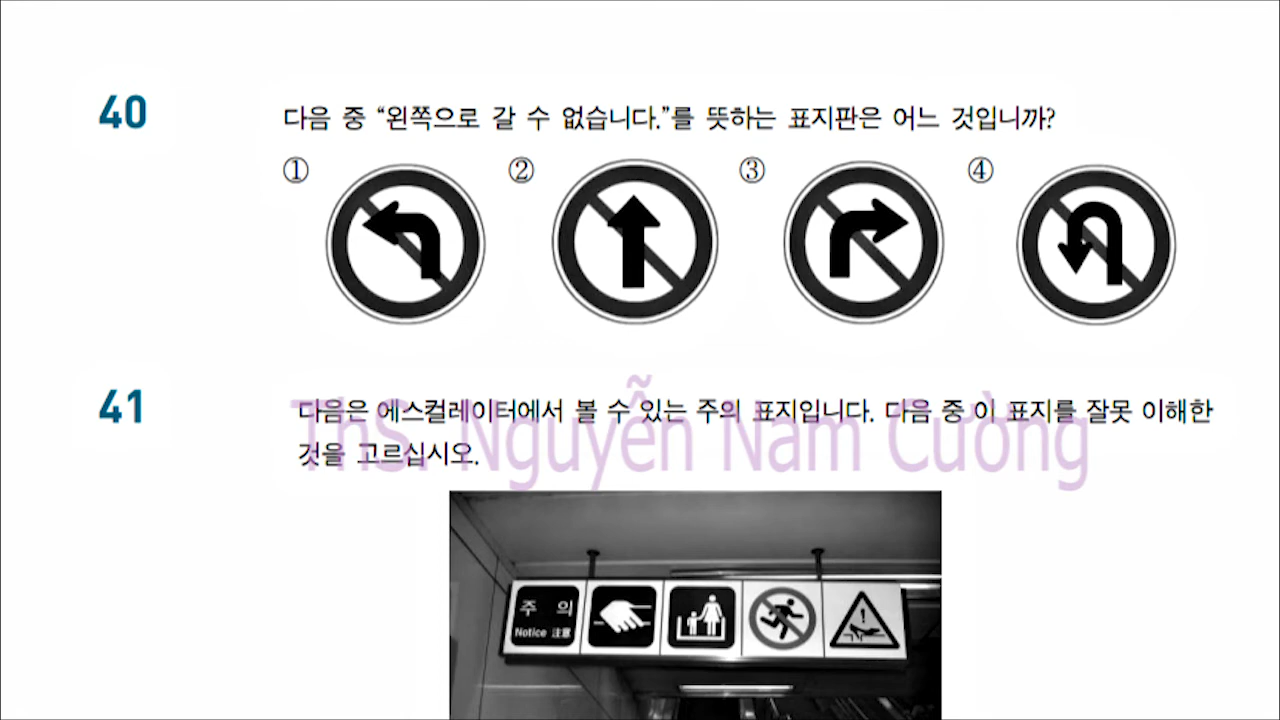 40
다음 중 “왼쪽으로 갈 수 없습니다.”를 뜻하는 표지판은 어느 것입니까?
① ② ③ ④
41
다음은 에스컬레이터에서 볼 수 있는 주의 표지입니다. 다음 중 이 표지를 잘못 이해한
것을 고르십시오.
ThS. Nguyễn Nam Cường
주 의
Notice 注意